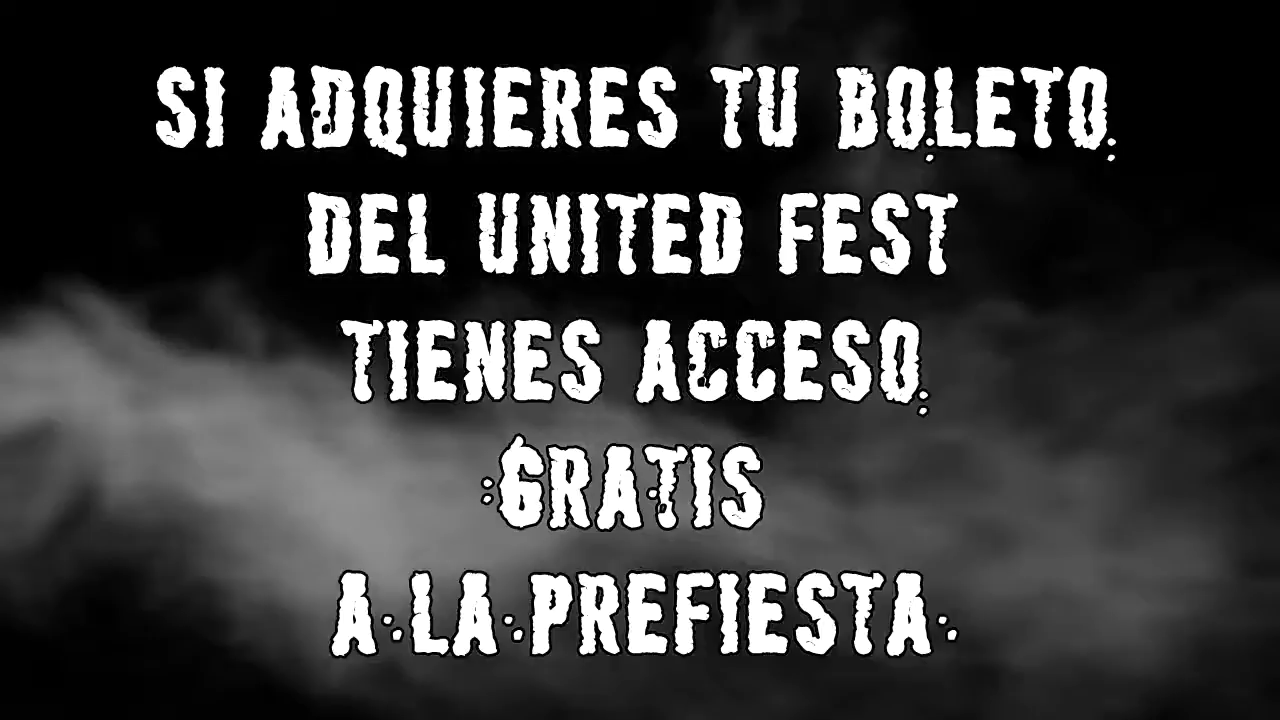 SI ADQUIERES TU BOLETO
DEL UNITED FEST
TIENES ACCESO
GRATIS
A LA PREFIESTA